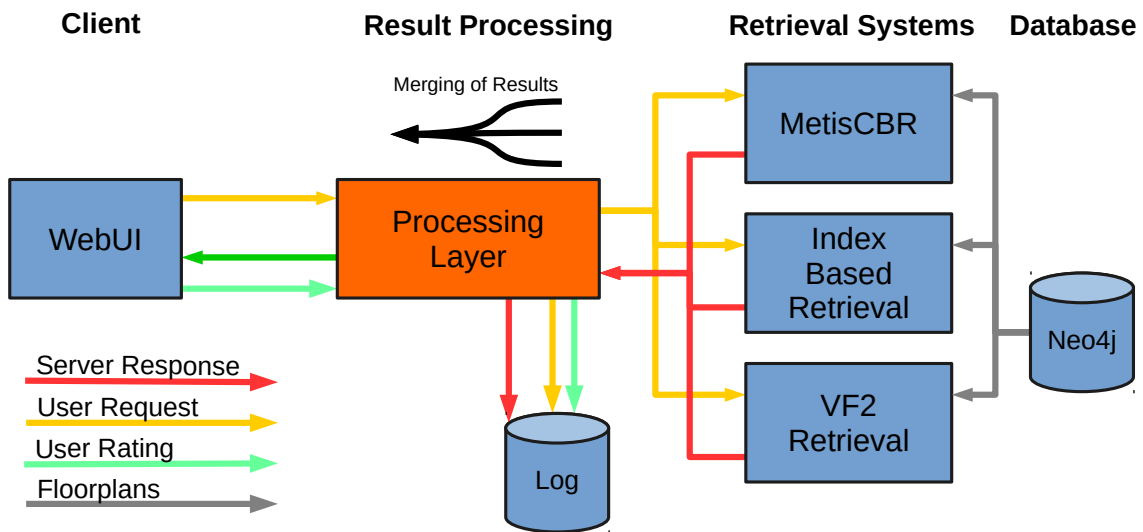 Client
Result Processing
Retrieval Systems
Database
Merging of Results
MetisCBR
WebUI
Processing
Layer
Index
Based
Retrieval
Neo4j
Server Response
User Request
User Rating
Floorplans
VF2
Retrieval
Log